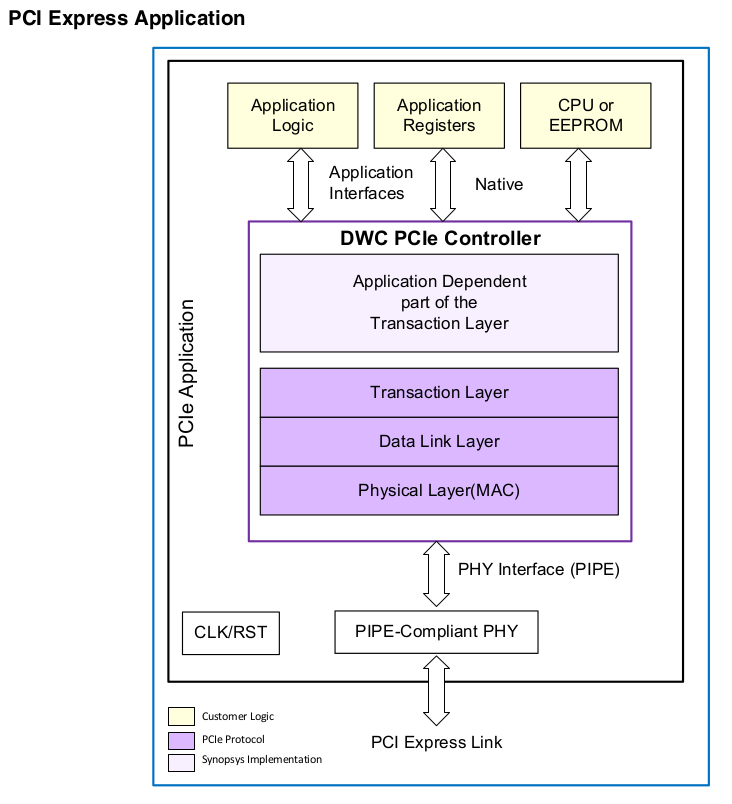 PCI Express Application
Application
Logic
Application
Registers
CPU or
EEPROM
Application
Interfaces
Native
DWC PCIe Controller
Application Dependent
part of the
Transaction Layer
PCIe Application
Transaction Layer
Data Link Layer
Physical Layer(MAC)
PHY Interface (PIPE)
CLK/RST
PIPE-Compliant PHY
Customer Logic
PCIe Protocol
Synopsys Implementation
PCI Express Link